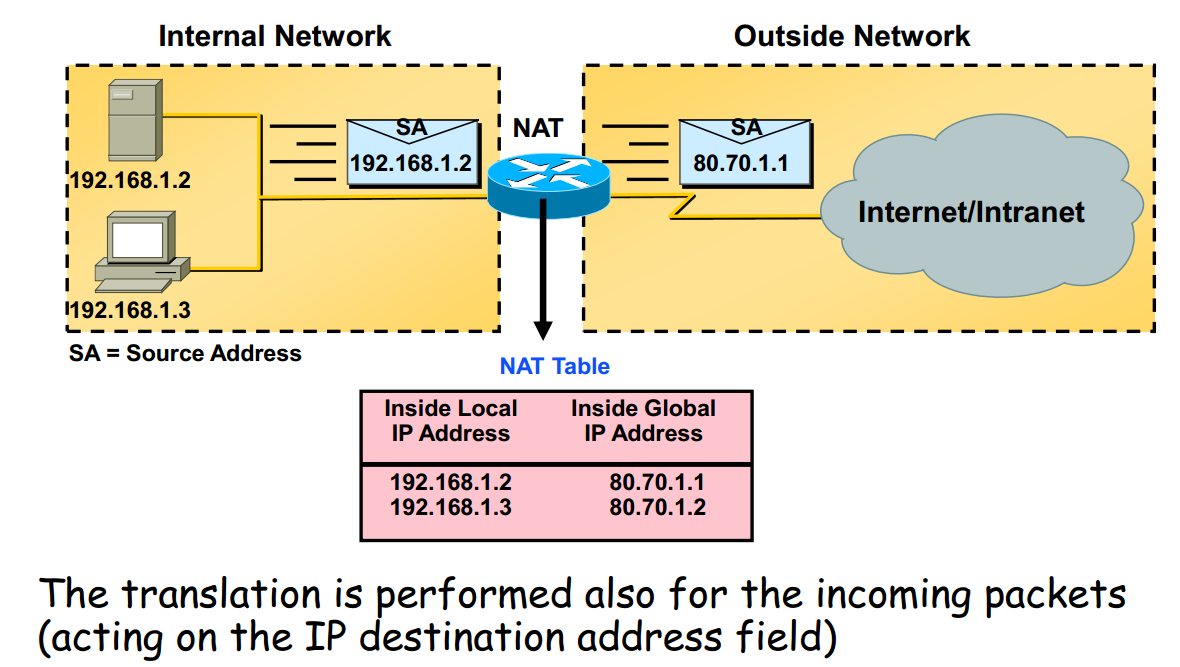 Internal Network
Outside Network
SA
192.168.1.2
NAT
SA
80.70.1.1
192.168.1.2
Internet/Intranet
192.168.1.3
SA = Source Address
NAT Table
Inside Local Inside Global
IP Address IP Address
192.168.1.2 80.70.1.1
192.168.1.3 80.70.1.2
The translation is performed also for the incoming packets
(acting on the IP destination address field)